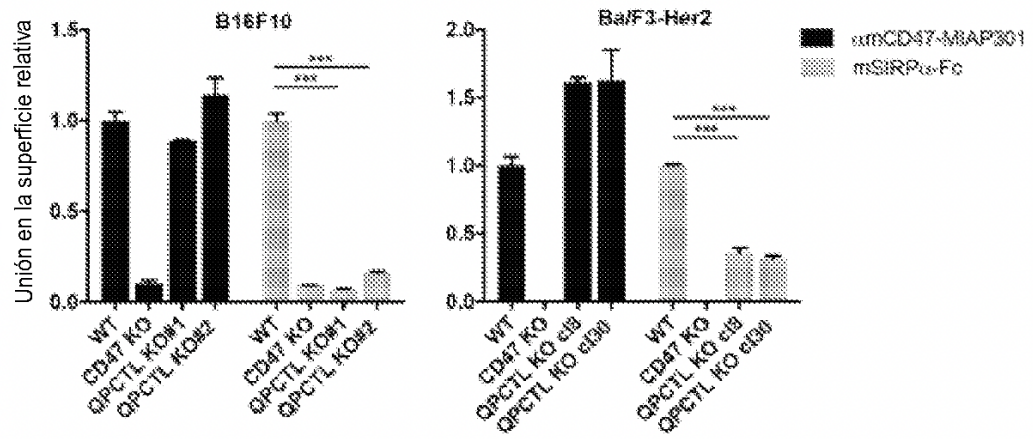 B16F10
Unión en la superficie relativa
1.5
1.0
0.5
0.0
***
***
WT
CD47 KO
QPCTL KO#1
QPCTL KO#2
WT
CD47 KO
QPCTL KO#1
QPCTL KO#2
Ba/F3-Her2
2.0
1.5
1.0
0.5
0.0
***
***
WT
CD47 KO
QPCTL KO cl8
QPCTL KO cl30
WT
CD47 KO
QPCTL KO cl8
QPCTL KO cl30
αmCD47-MIAP301
mSIRPα-Fc